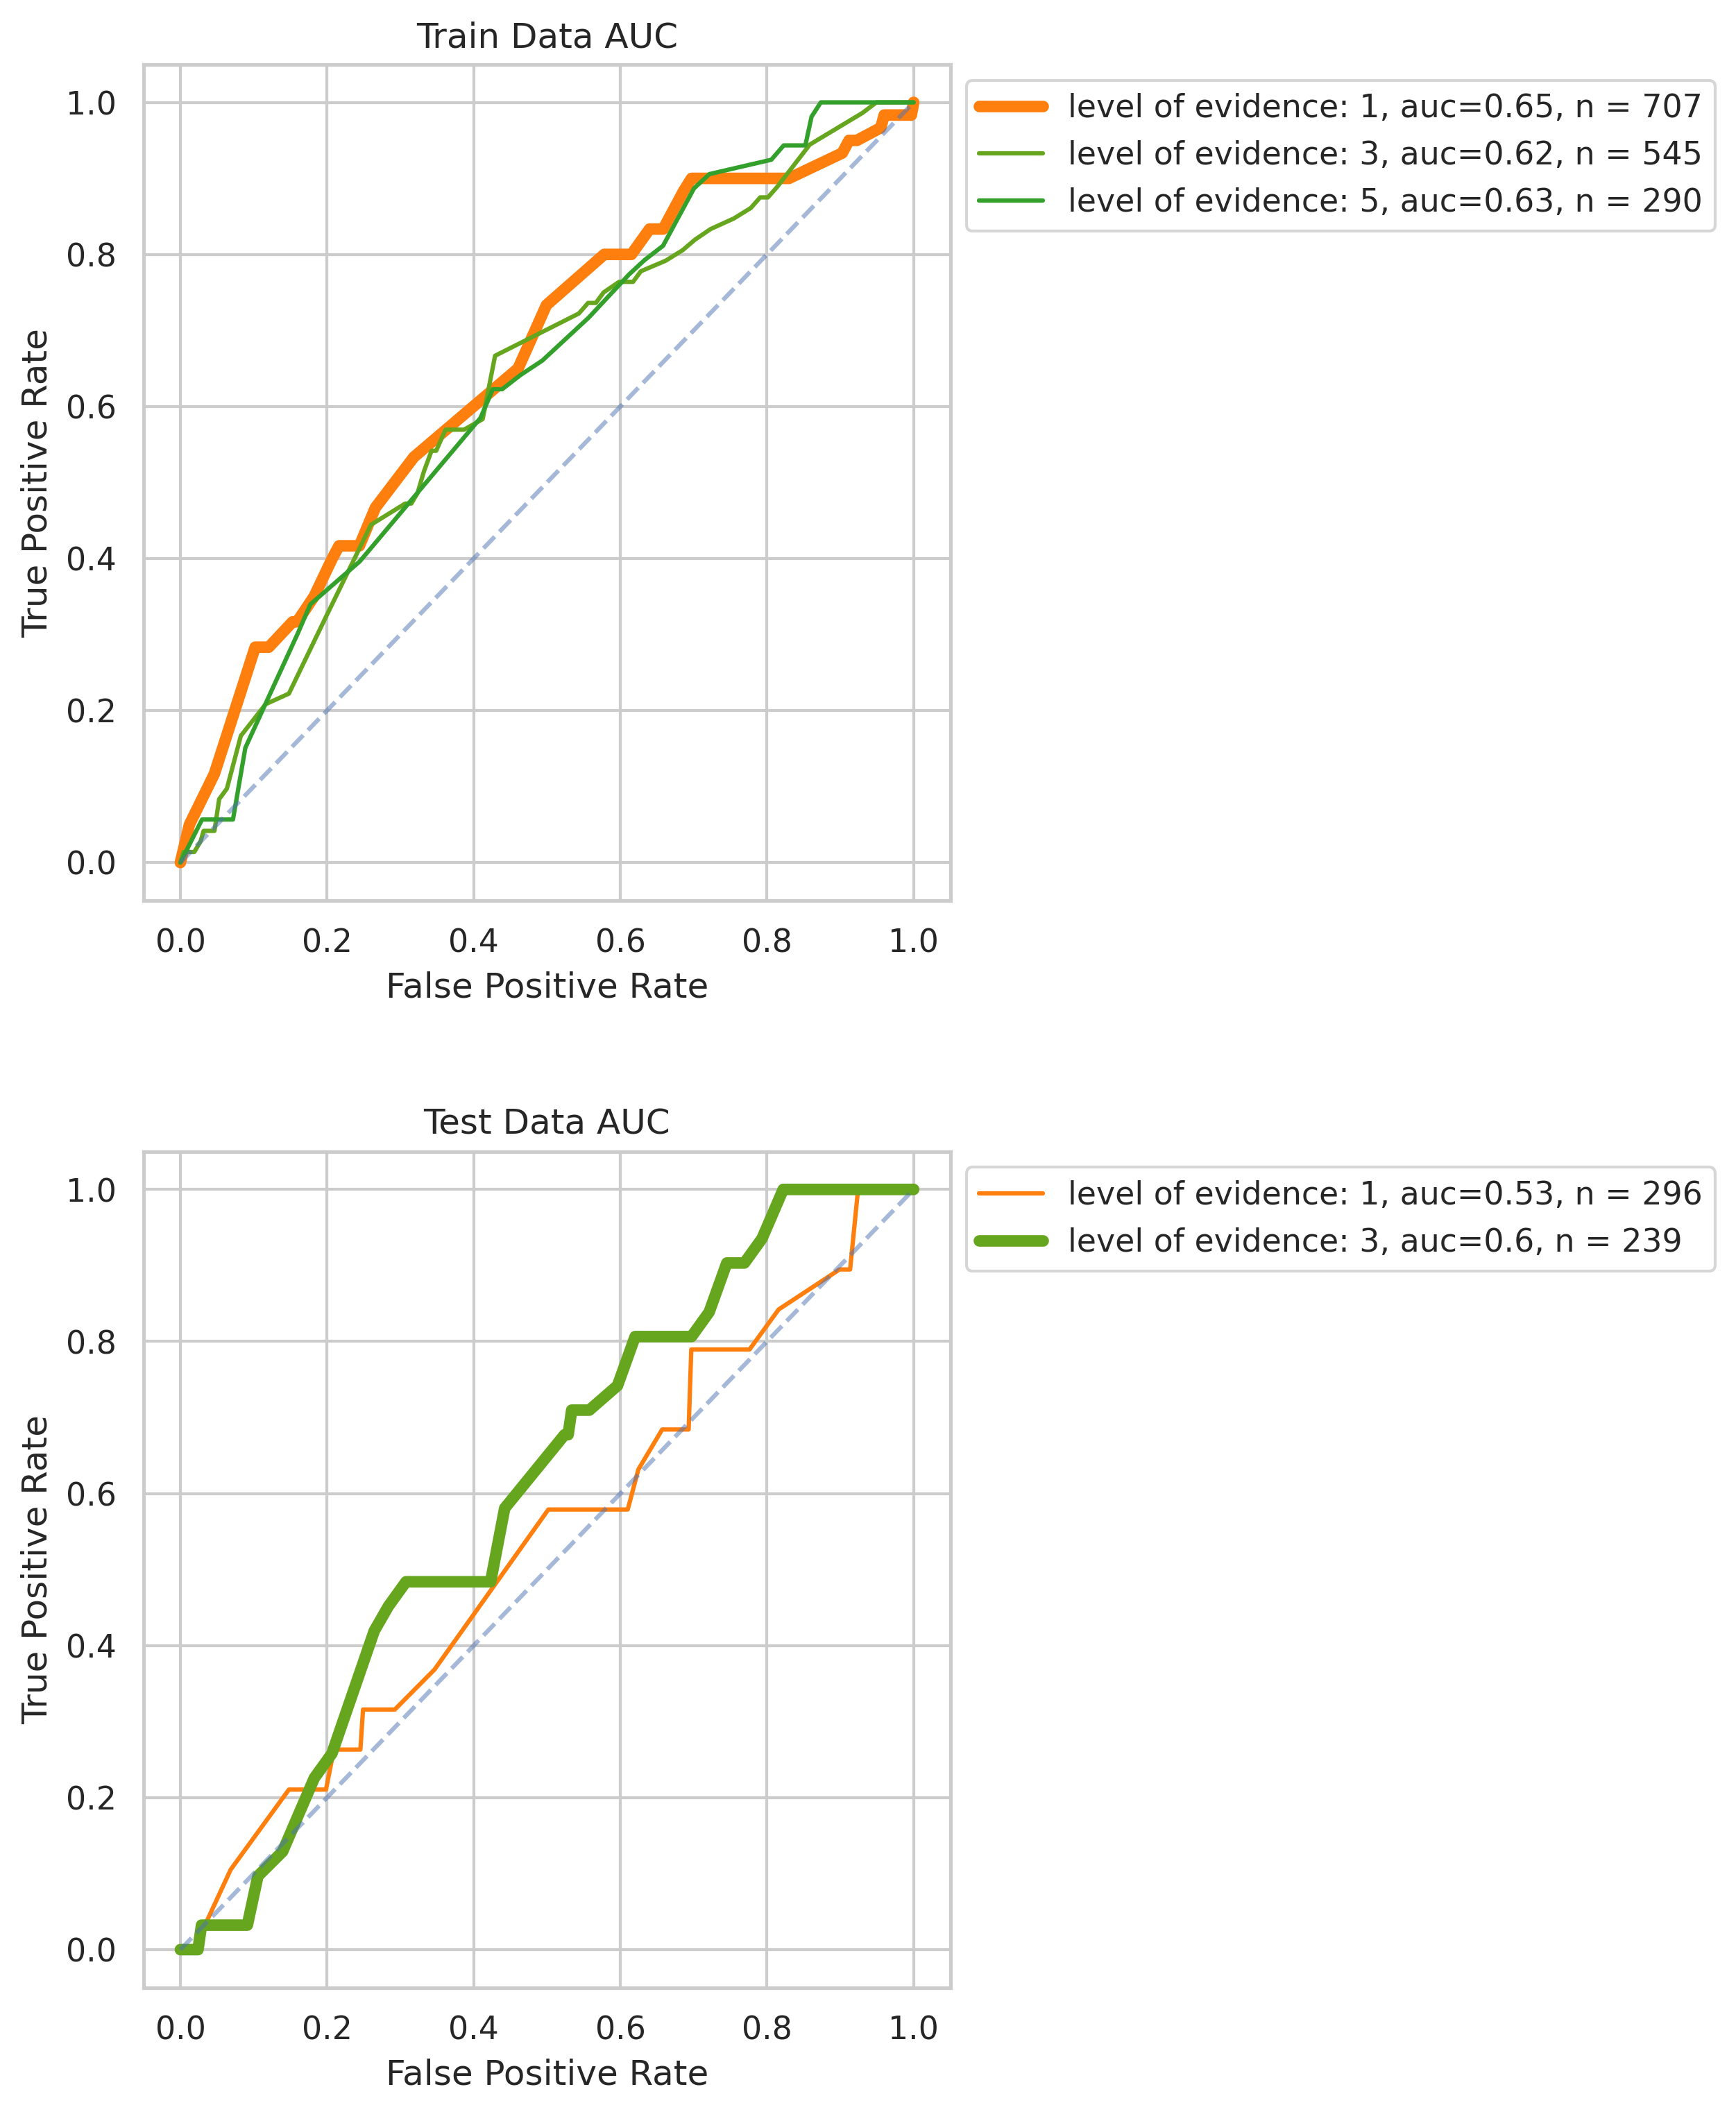 Train Data AUC
1.0
0.8
0.6
0.4
0.2
0.0
True Positive Rate
0.0 0.2 0.4 0.6 0.8 1.0
False Positive Rate
level of evidence: 1, auc=0.65, n = 707
level of evidence: 3, auc=0.62, n = 545
level of evidence: 5, auc=0.63, n = 290
Test Data AUC
1.0
0.8
0.6
0.4
0.2
0.0
True Positive Rate
0.0 0.2 0.4 0.6 0.8 1.0
False Positive Rate
level of evidence: 1, auc=0.53, n = 296
level of evidence: 3, auc=0.6, n = 239